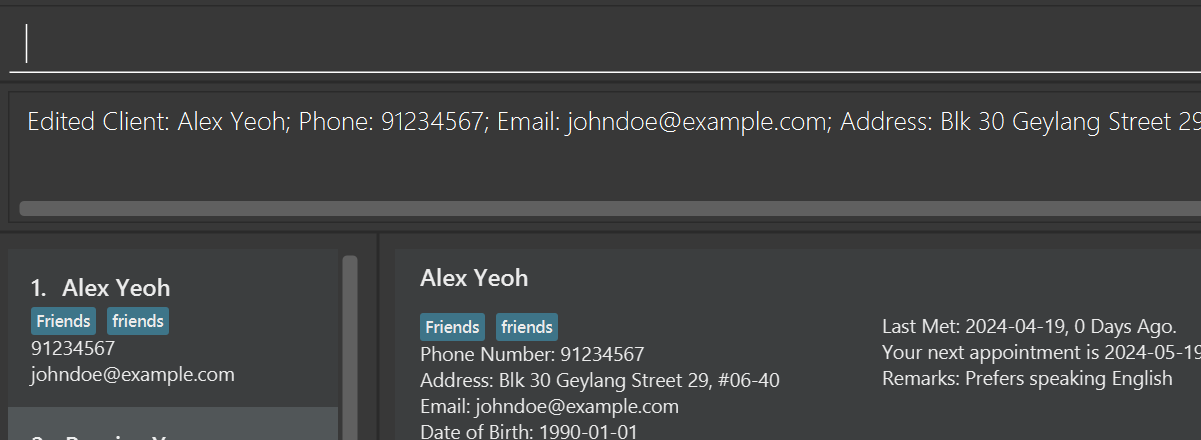 Edited Client: Alex Yeoh; Phone: 91234567; Email: johndoe@example.com; Address: Blk 30 Geylang Street 29
1. Alex Yeoh
Friends friends
91234567
johndoe@example.com
Alex Yeoh
Friends friends
Phone Number: 91234567
Address: Blk 30 Geylang Street 29, #06-40
Email: johndoe@example.com
Date of Birth: 1990-01-01
Last Met: 2024-04-19, 0 Days Ago.
Your next appointment is 2024-05-19
Remarks: Prefers speaking English